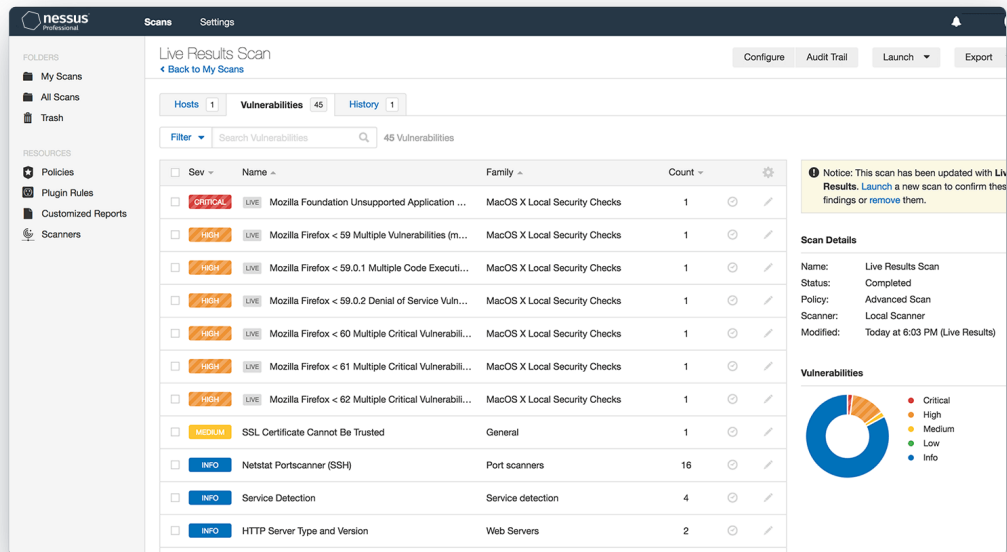 nessus Professional
Scans
Settings
FOLDERS
My Scans
All Scans
Trash
RESOURCES
Policies
Plugin Rules
Customized Reports
Scanners
Live Results Scan
Back to My Scans
Configure
Audit Trail
Launch
Export
Hosts 1
Vulnerabilities 45
History 1
Filter
Search Vulnerabilities
45 Vulnerabilities
Sev Name Family Count
CRITICAL LIVE Mozilla Foundation Unsupported Application ... MacOS X Local Security Checks 1
HIGH LIVE Mozilla Firefox < 59 Multiple Vulnerabilities (m... MacOS X Local Security Checks 1
HIGH LIVE Mozilla Firefox < 59.0.1 Multiple Code Executi... MacOS X Local Security Checks 1
HIGH LIVE Mozilla Firefox < 59.0.2 Denial of Service Vuln... MacOS X Local Security Checks 1
HIGH LIVE Mozilla Firefox < 60 Multiple Critical Vulnerabili... MacOS X Local Security Checks 1
HIGH LIVE Mozilla Firefox < 61 Multiple Critical Vulnerabili... MacOS X Local Security Checks 1
HIGH LIVE Mozilla Firefox < 62 Multiple Critical Vulnerabili... MacOS X Local Security Checks 1
MEDIUM SSL Certificate Cannot Be Trusted General 1
INFO Netstat Portscanner (SSH) Port scanners 16
INFO Service Detection Service detection 4
INFO HTTP Server Type and Version Web Servers 2
Notice: This scan has been updated with Liv
Results. Launch a new scan to confirm thes
findings or remove them.
Scan Details
Name: Live Results Scan
Status: Completed
Policy: Advanced Scan
Scanner: Local Scanner
Modified: Today at 6:03 PM (Live Results)
Vulnerabilities
Critical
High
Medium
Low
Info